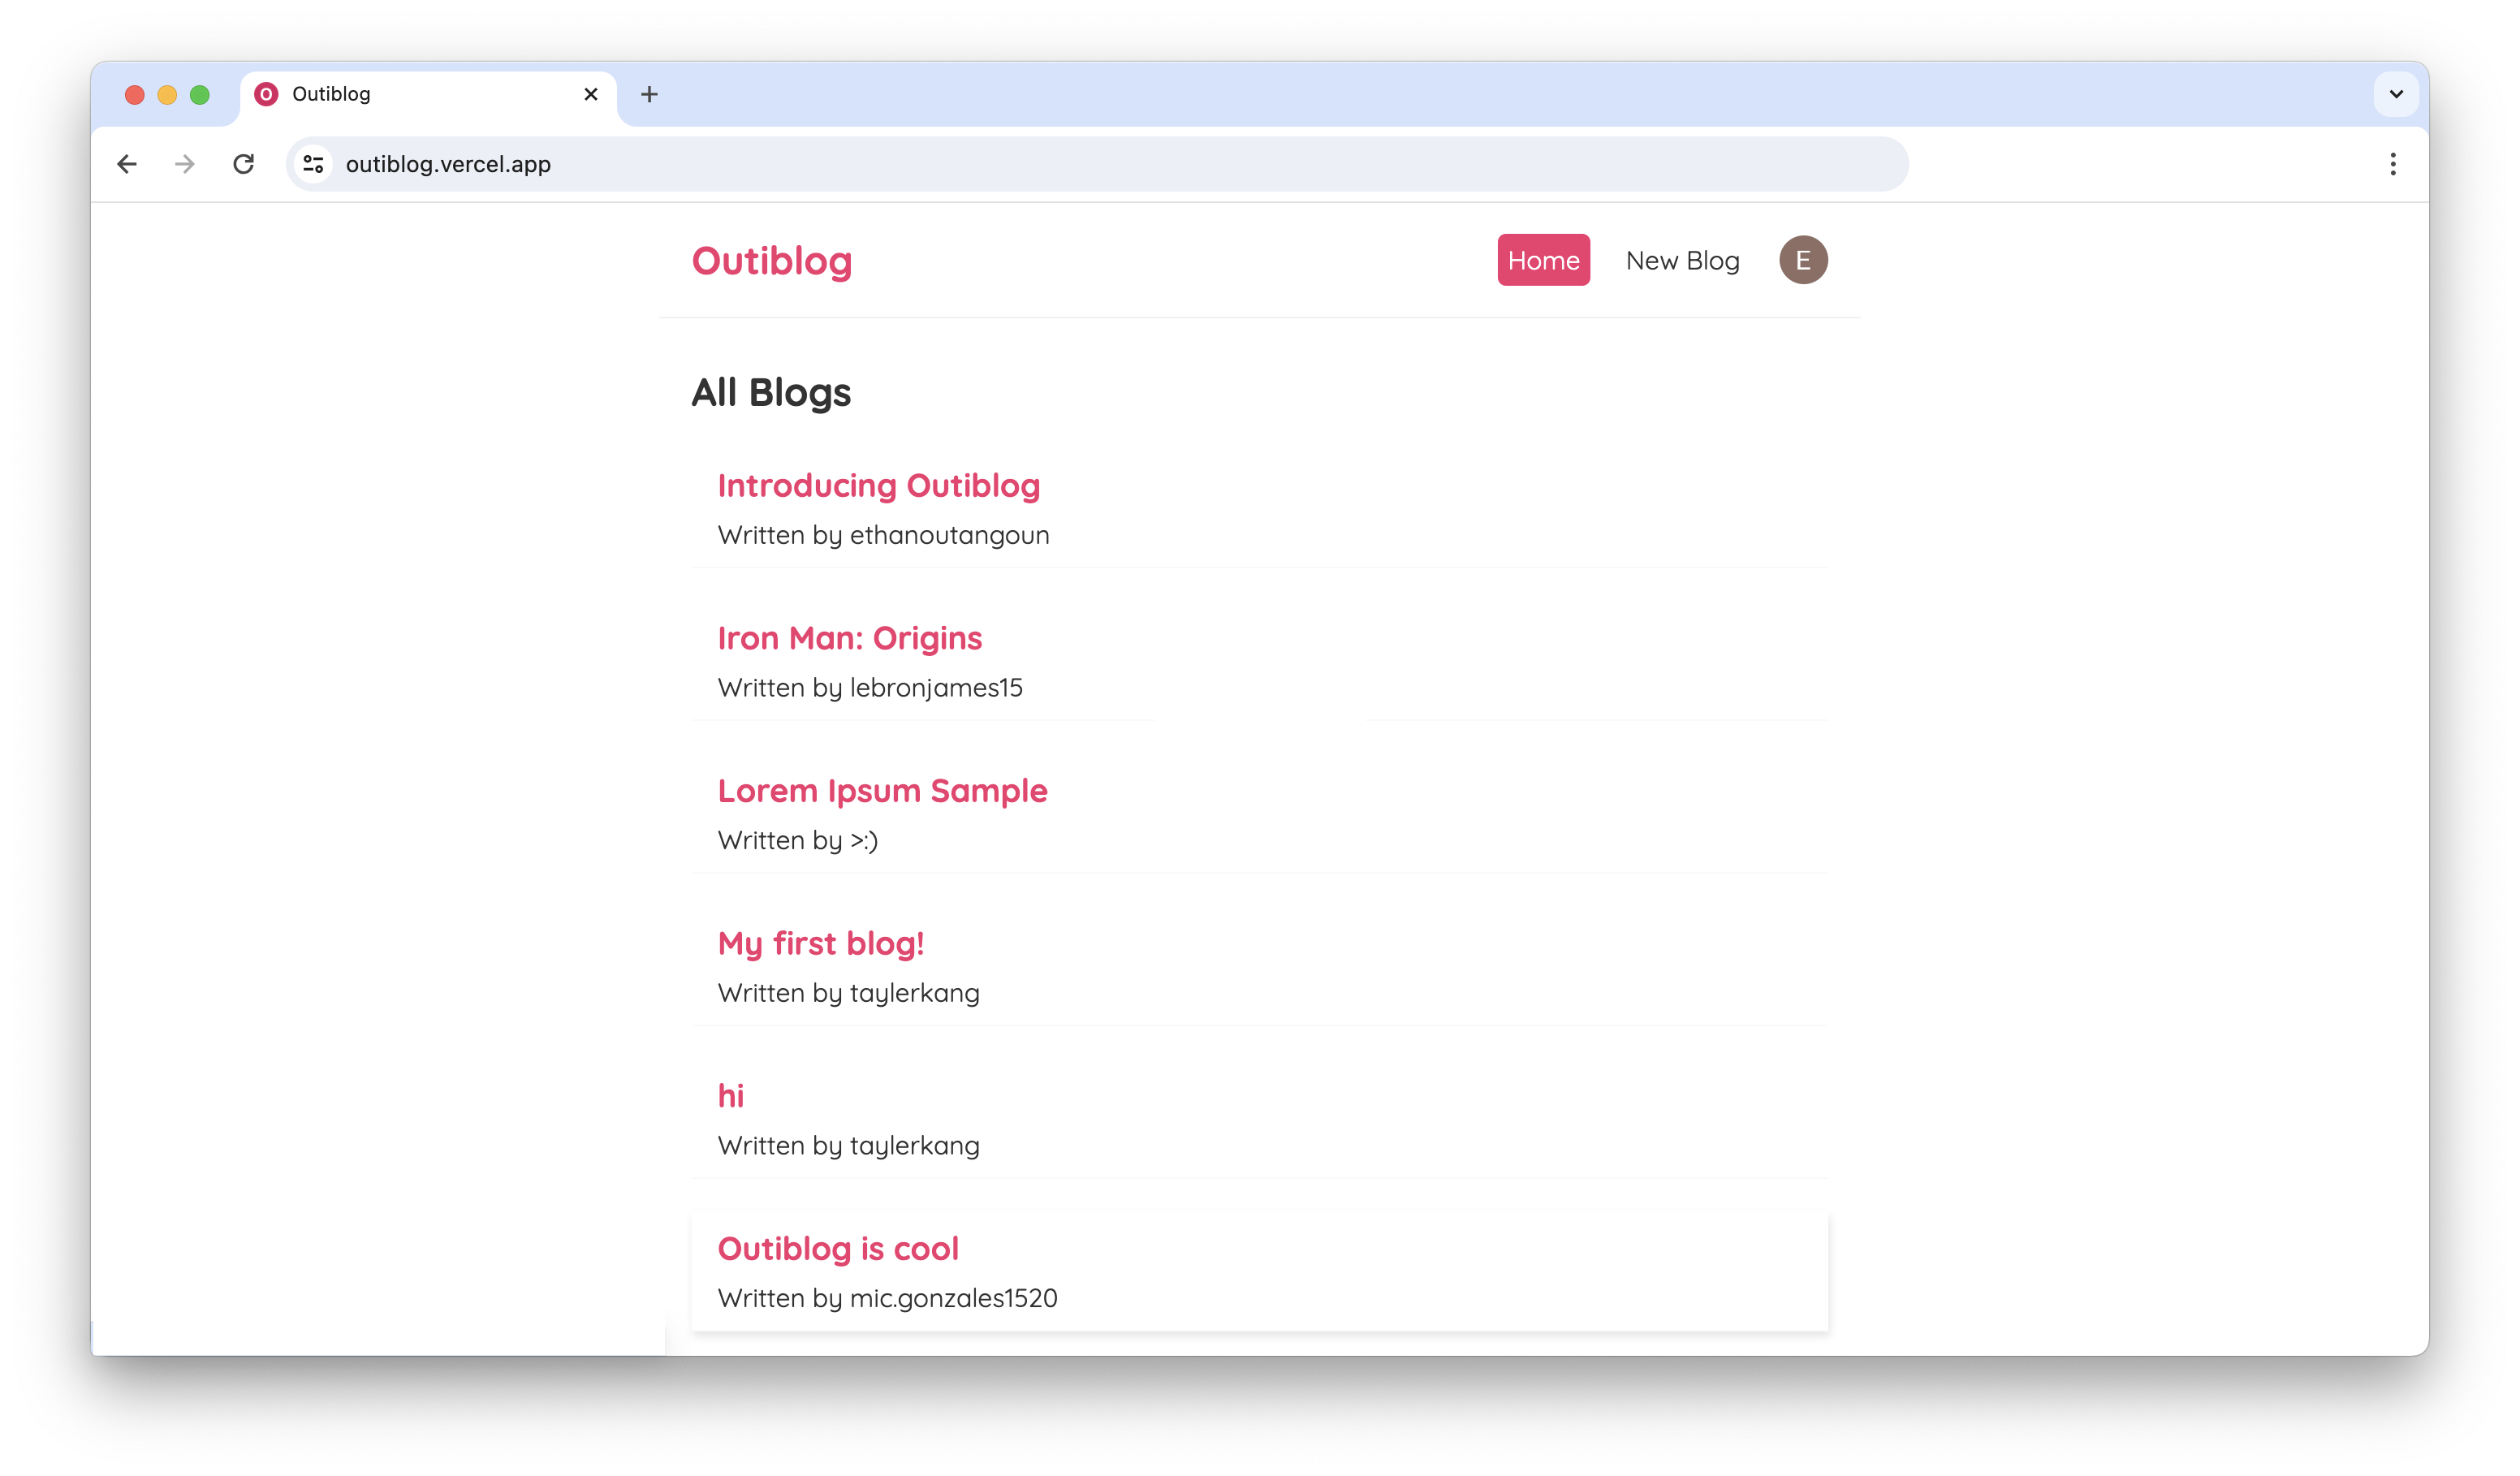 Outiblog
outiblog.vercel.app
Outiblog
Home
New Blog
E
All Blogs
Introducing Outiblog
Written by ethanoutangoun
Iron Man: Origins
Written by lebronjames15
Lorem Ipsum Sample
Written by >:)
My first blog!
Written by taylerkang
hi
Written by taylerkang
Outiblog is cool
Written by mic.gonzales1520